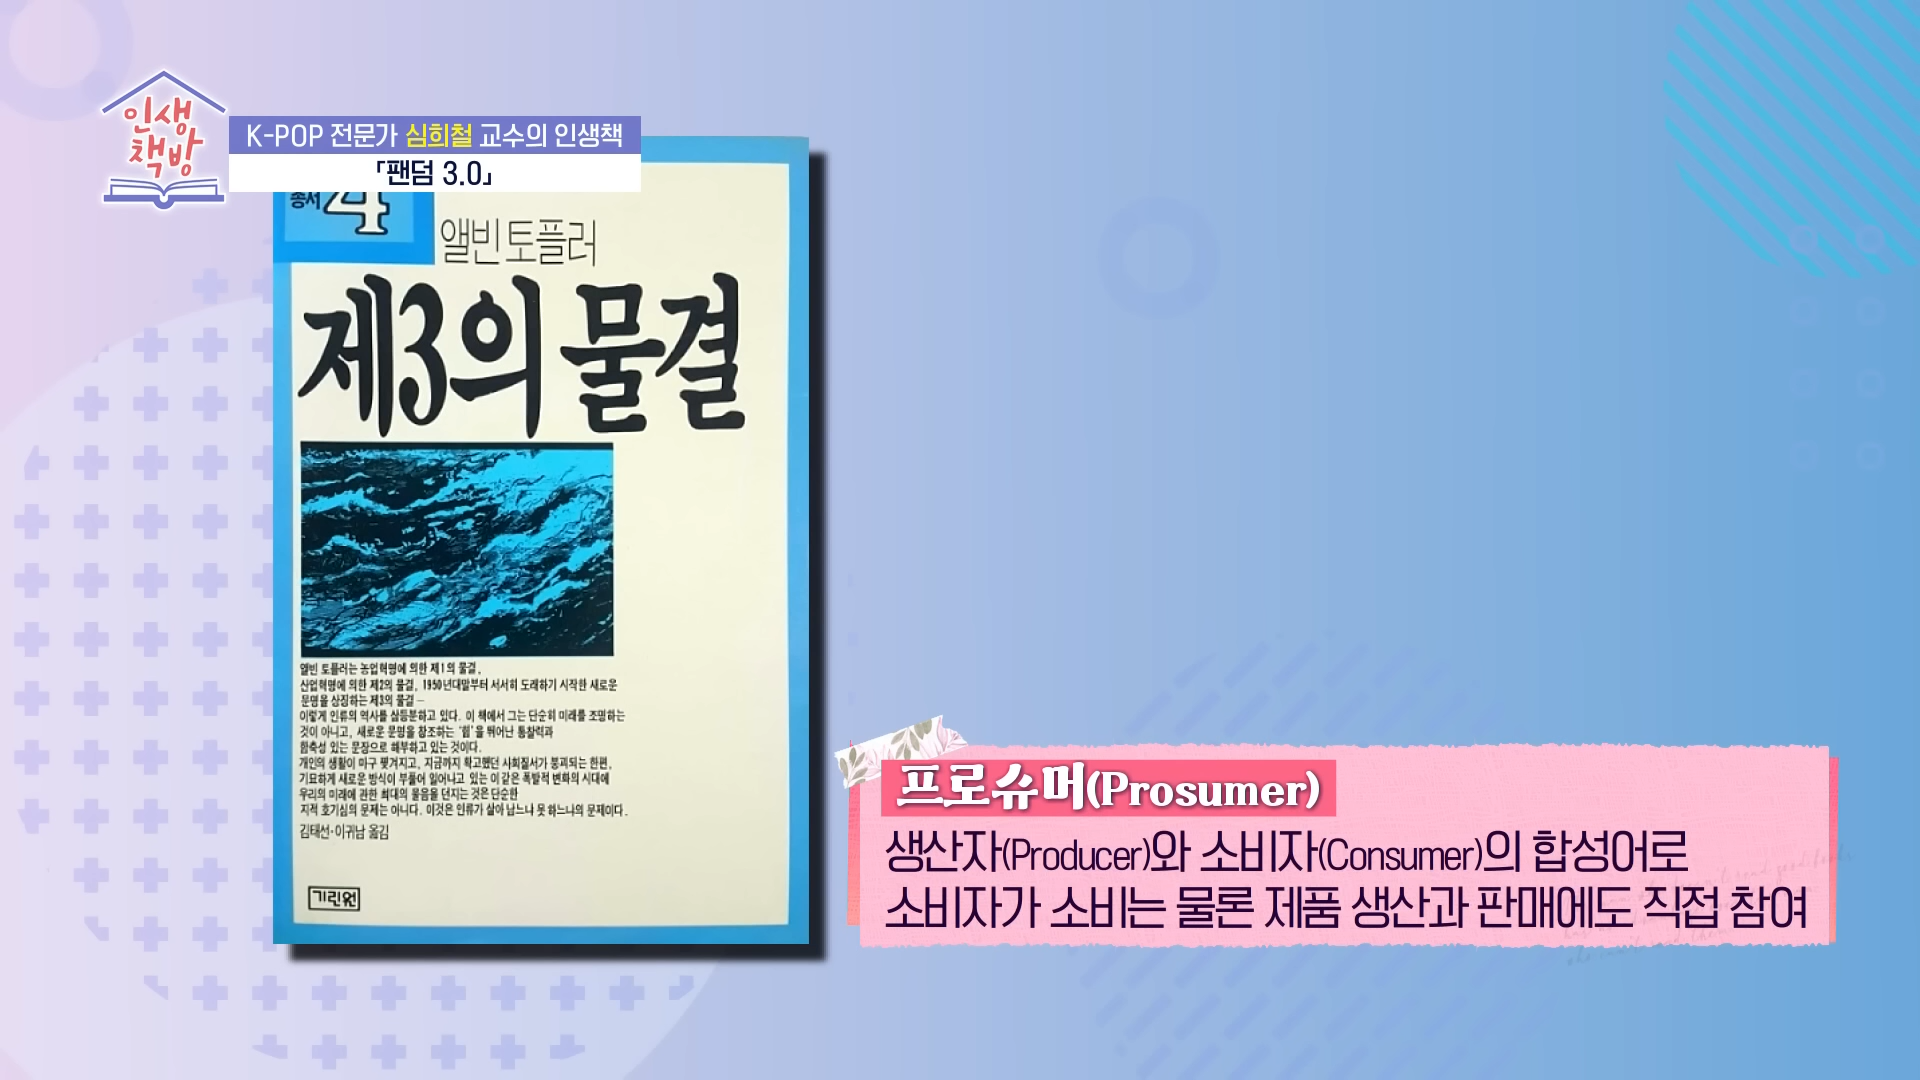 인생
책방
K-POP 전문가 심희철 교수의 인생책
「팬덤 3.0」
총서 4
앨빈 토플러
제3의 물결
앨빈 토플러는 농업혁명에 의한 제1의 물결,
산업혁명에 의한 제2의 물결, 1950년대말부터 서서히 도래하기 시작한 새로운
문명을 상징하는 제3의 물결 —
이렇게 인류의 역사를 삼등분하고 있다. 이 책에서 그는 단순히 미래를 조명하는
것이 아니고, 새로운 문명을 창조하는 '힘'을 뛰어난 통찰력과
함축성 있는 문장으로 해부하고 있는 것이다.
개인의 생활이 마구 찢겨지고, 지금까지 확고했던 사회질서가 붕괴되는 한편,
기묘하게 새로운 방식이 부풀어 일어나고 있는 이같은 폭발적 변화의 시대에
우리의 미래에 관한 최대의 물음을 던지는 것은 단순한
지적 호기심의 문제는 아니다. 이것은 인류가 살아 남느냐 못하느냐의 문제이다.
김태선·이귀남 옮김
기린원
프로슈머(Prosumer)
생산자(Producer)와 소비자(Consumer)의 합성어로
소비자가 소비는 물론 제품 생산과 판매에도 직접 참여